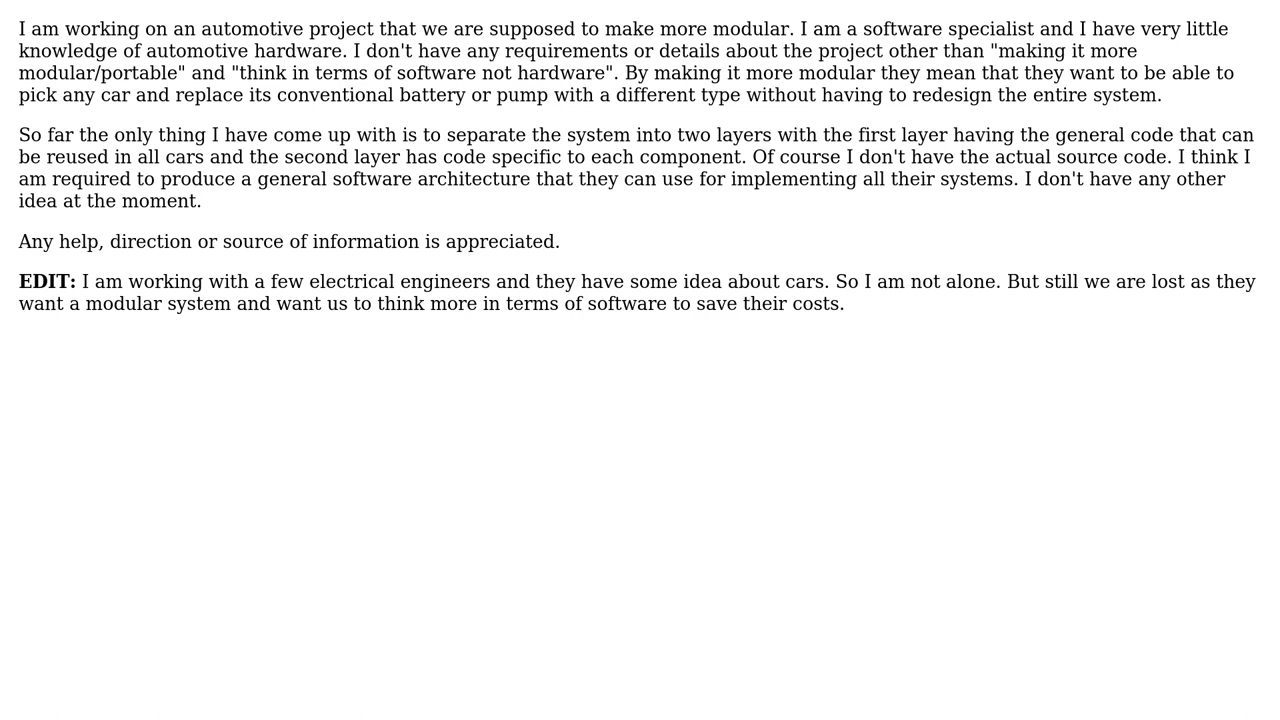 I am working on an automotive project that we are supposed to make more modular. I am a software specialist and I have very little
knowledge of automotive hardware. I don't have any requirements or details about the project other than "making it more
modular/portable" and "think in terms of software not hardware". By making it more modular they mean that they want to be able to
pick any car and replace its conventional battery or pump with a different type without having to redesign the entire system.
So far the only thing I have come up with is to separate the system into two layers with the first layer having the general code that can
be reused in all cars and the second layer has code specific to each component. Of course I don't have the actual source code. I think I
am required to produce a general software architecture that they can use for implementing all their systems. I don't have any other
idea at the moment.
Any help, direction or source of information is appreciated.
EDIT: I am working with a few electrical engineers and they have some idea about cars. So I am not alone. But still we are lost as they
want a modular system and want us to think more in terms of software to save their costs.